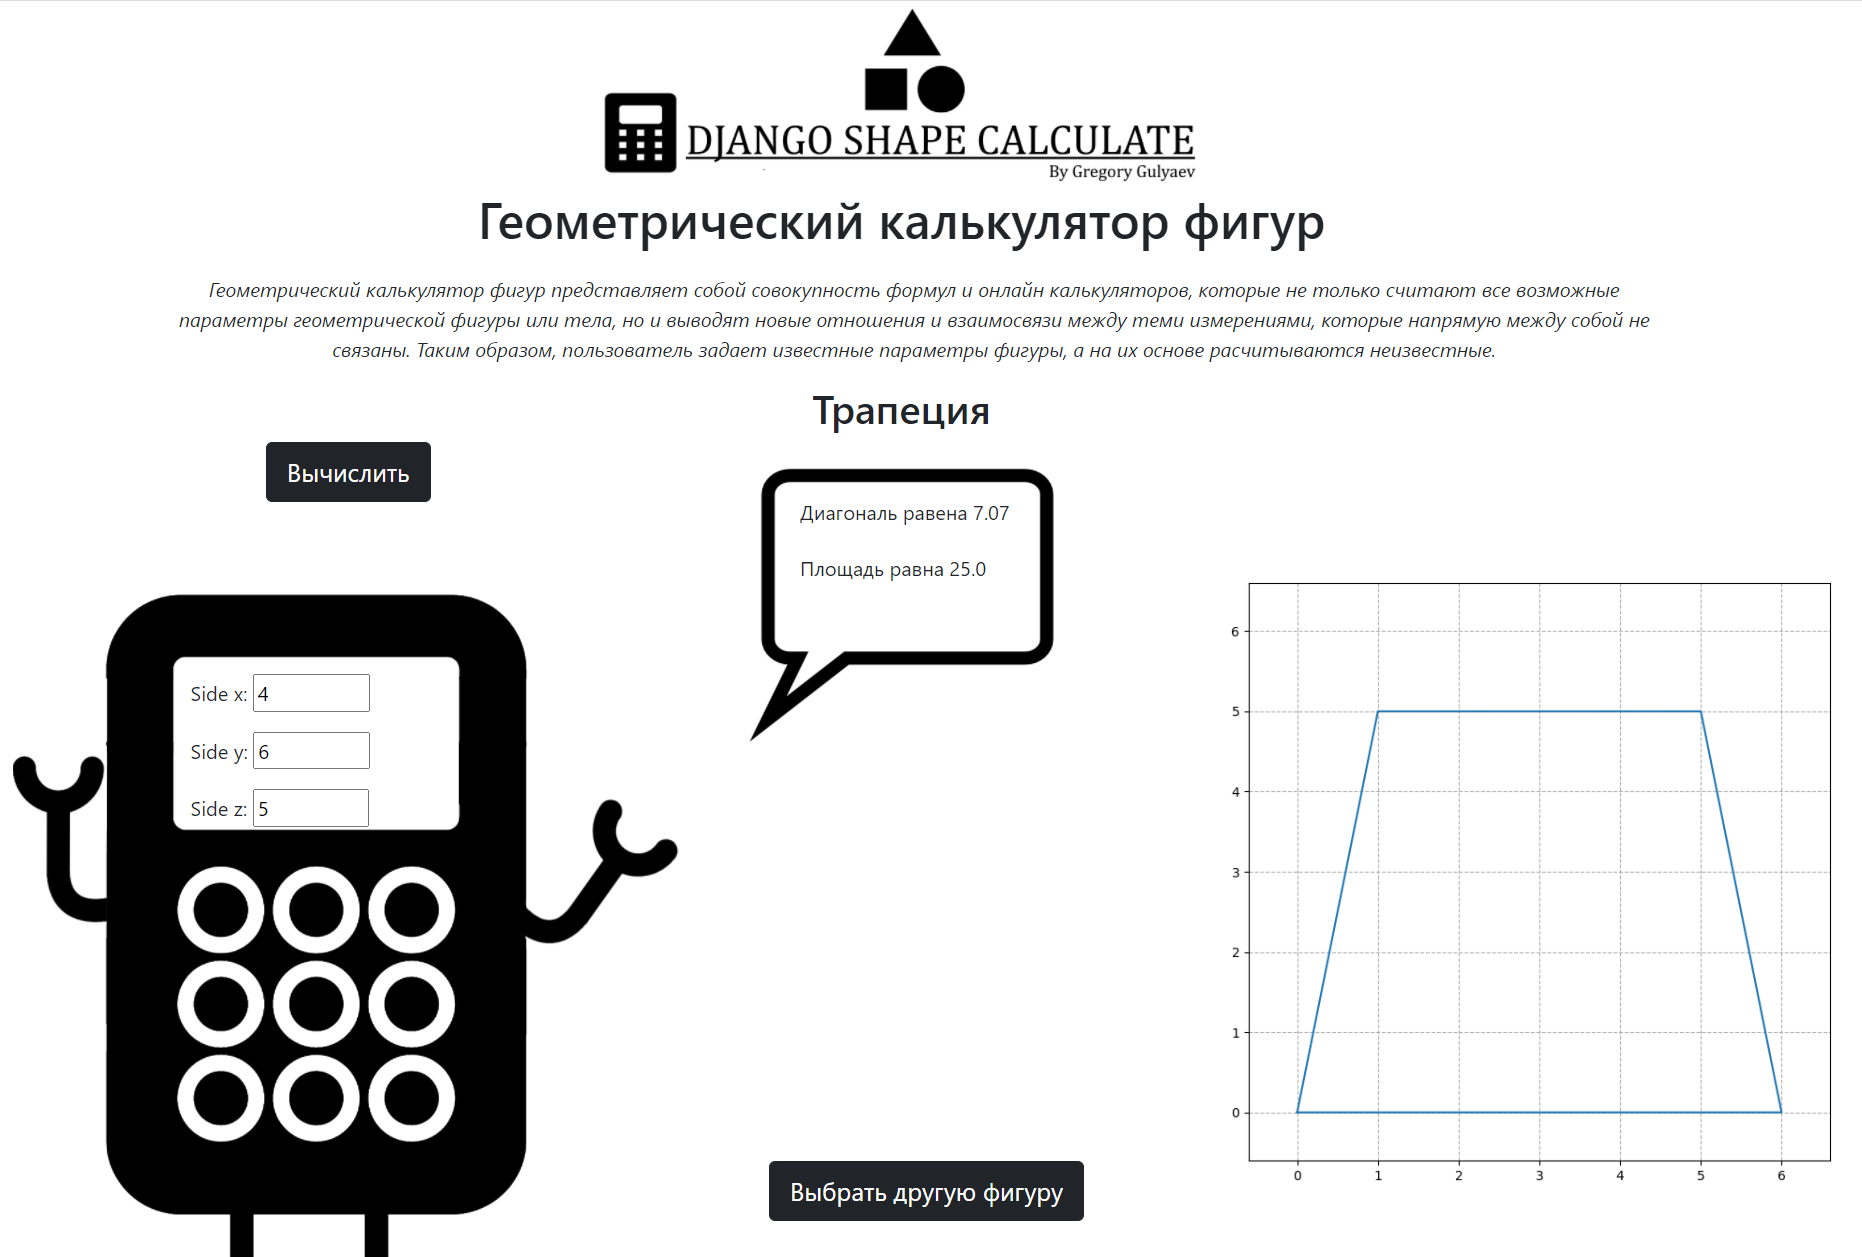 DJANGO SHAPE CALCULATE
By Gregory Gulyaev
Геометрический калькулятор фигур
Геометрический калькулятор фигур представляет собой совокупность формул и онлайн калькуляторов, которые не только считают все возможные
параметры геометрической фигуры или тела, но и выводят новые отношения и взаимосвязи между теми измерениями, которые напрямую между собой не
связаны. Таким образом, пользователь задает известные параметры фигуры, а на их основе расчитываются неизвестные.
Трапеция
Вычислить
Диагональ равена 7.07
Площадь равна 25.0
Side x: 4
Side y: 6
Side z: 5
6
5
4
3
2
1
0
0 1 2 3 4 5 6
Выбрать другую фигуру